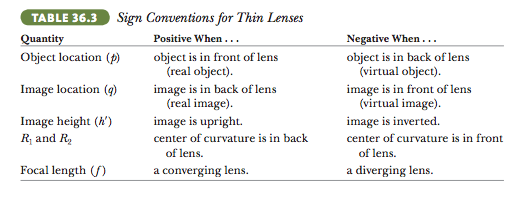 TABLE 36.3 Sign Conventions for Thin Lenses
Quantity Positive When . . . Negative When . . .
Object location (p) object is in front of lens object is in back of lens
(real object). (virtual object).
Image location (q) image is in back of lens image is in front of lens
(real image). (virtual image).
Image height (h′) image is upright. image is inverted.
R₁ and R₂ center of curvature is in back center of curvature is in front
of lens. of lens.
Focal length (f) a converging lens. a diverging lens.